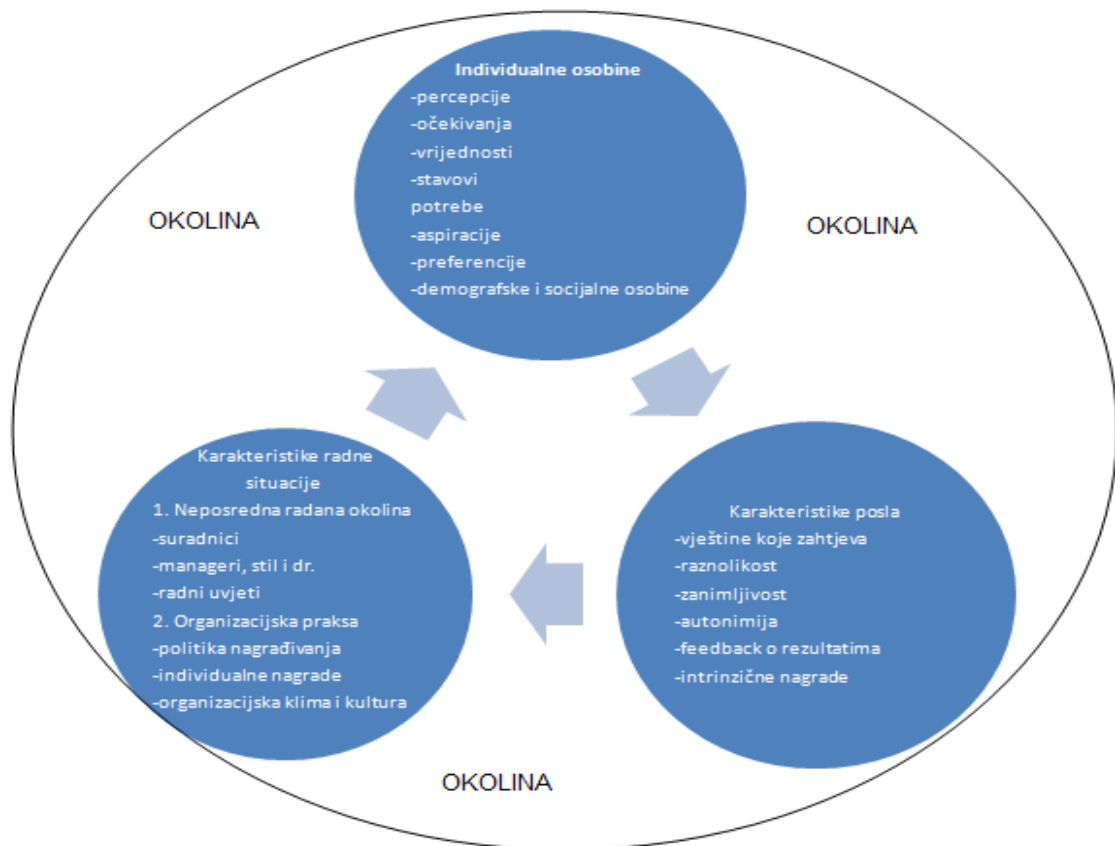 Individualne osobine
-percepcije
-očekivanja
-vrijednosti
-stavovi
potrebe
-aspiracije
-preferencije
-demografske i socijalne osobine
OKOLINA
OKOLINA
Karakteristike radne
situacije
1. Neposredna radana okolina
-suradnici
-manageri, stil i dr.
-radni uvjeti
2. Organizacijska praksa
-politika nagrađivanja
-individualne nagrade
-organizacijska klima i kultura
Karakteristike posla
-vještine koje zahtjeva
-raznolikost
-zanimljivost
-autonimija
-feedback o rezultatima
-intrinzične nagrade
OKOLINA